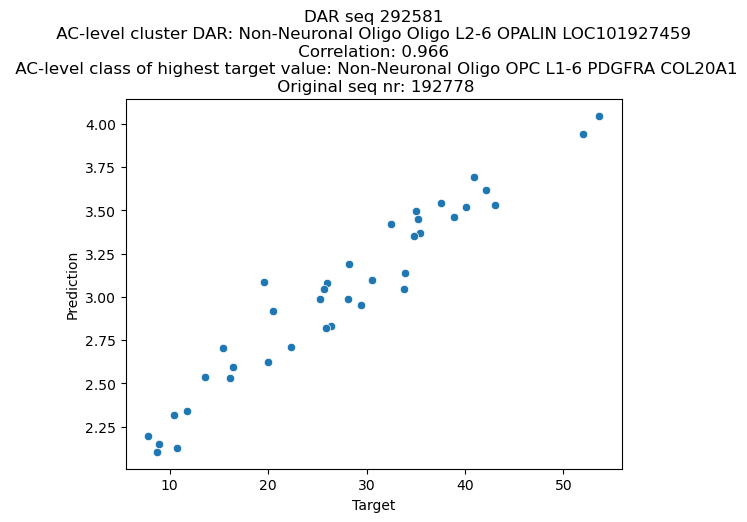 DAR seq 292581
AC-level cluster DAR: Non-Neuronal Oligo Oligo L2-6 OPALIN LOC101927459
Correlation: 0.966
AC-level class of highest target value: Non-Neuronal Oligo OPC L1-6 PDGFRA COL20A1
Original seq nr: 192778
4.00
3.75
3.50
3.25
3.00
2.75
2.50
2.25
Prediction
10 20 30 40 50
Target